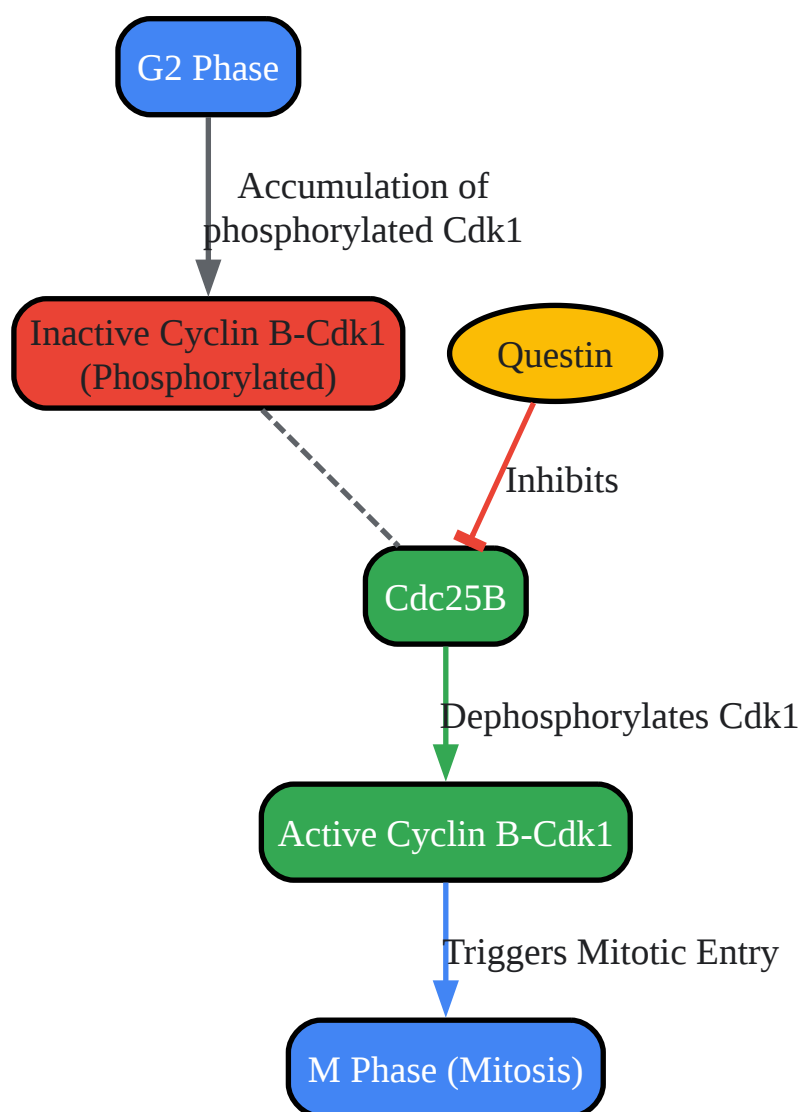 G2 Phase
Accumulation of
phosphorylated Cdk1
Inactive Cyclin B-Cdk1
(Phosphorylated)
Questin
Inhibits
Cdc25B
Dephosphorylates Cdk1
Active Cyclin B-Cdk1
Triggers Mitotic Entry
M Phase (Mitosis)